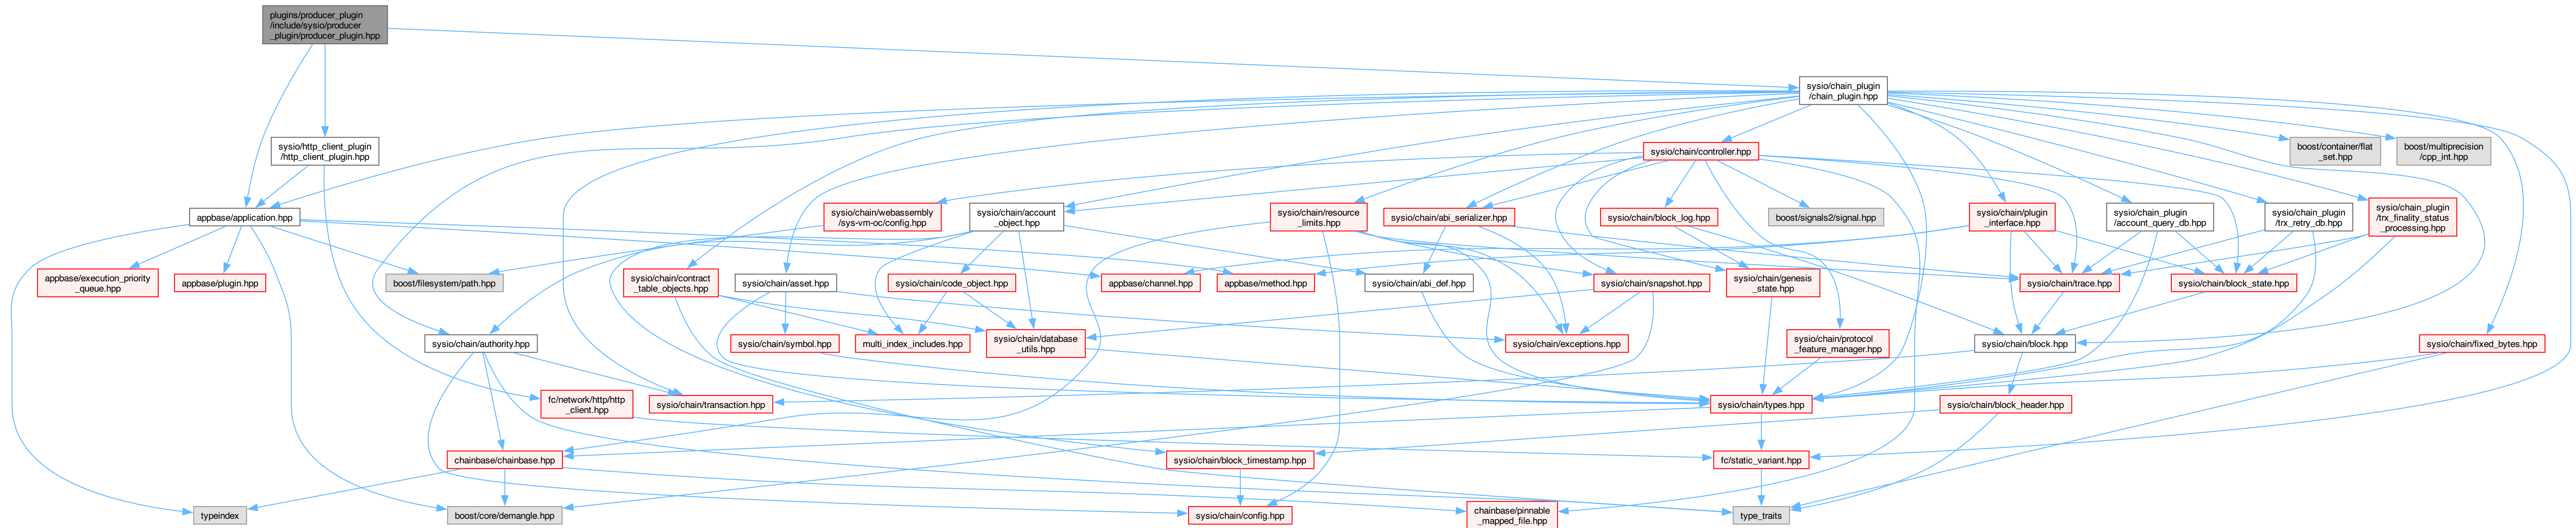 plugins/producer_plugin
/include/sysio/producer
_plugin/producer_plugin.hpp
sysio/chain_plugin
/chain_plugin.hpp
sysio/http_client_plugin
/http_client_plugin.hpp
sysio/chain/controller.hpp
boost/container/flat
_set.hpp
boost/multiprecision
/cpp_int.hpp
appbase/application.hpp
sysio/chain/webassembly
/sys-vm-oc/config.hpp
sysio/chain/account
_object.hpp
sysio/chain/resource
_limits.hpp
sysio/chain/abi_serializer.hpp
sysio/chain/block_log.hpp
boost/signals2/signal.hpp
sysio/chain/plugin
_interface.hpp
sysio/chain_plugin
/account_query_db.hpp
sysio/chain_plugin
/trx_retry_db.hpp
sysio/chain_plugin
/trx_finality_status
_processing.hpp
appbase/execution_priority
_queue.hpp
appbase/plugin.hpp
boost/filesystem/path.hpp
sysio/chain/contract
_table_objects.hpp
sysio/chain/asset.hpp
sysio/chain/code_object.hpp
appbase/channel.hpp
appbase/method.hpp
sysio/chain/abi_def.hpp
sysio/chain/snapshot.hpp
sysio/chain/genesis
_state.hpp
sysio/chain/trace.hpp
sysio/chain/block_state.hpp
sysio/chain/authority.hpp
sysio/chain/symbol.hpp
multi_index_includes.hpp
sysio/chain/database
_utils.hpp
sysio/chain/exceptions.hpp
sysio/chain/protocol
_feature_manager.hpp
sysio/chain/block.hpp
sysio/chain/fixed_bytes.hpp
fc/network/http/http
_client.hpp
sysio/chain/transaction.hpp
sysio/chain/types.hpp
sysio/chain/block_header.hpp
chainbase/chainbase.hpp
sysio/chain/block_timestamp.hpp
fc/static_variant.hpp
typeindex
boost/core/demangle.hpp
chainbase/pinnable
_mapped_file.hpp
sysio/chain/config.hpp
type_traits